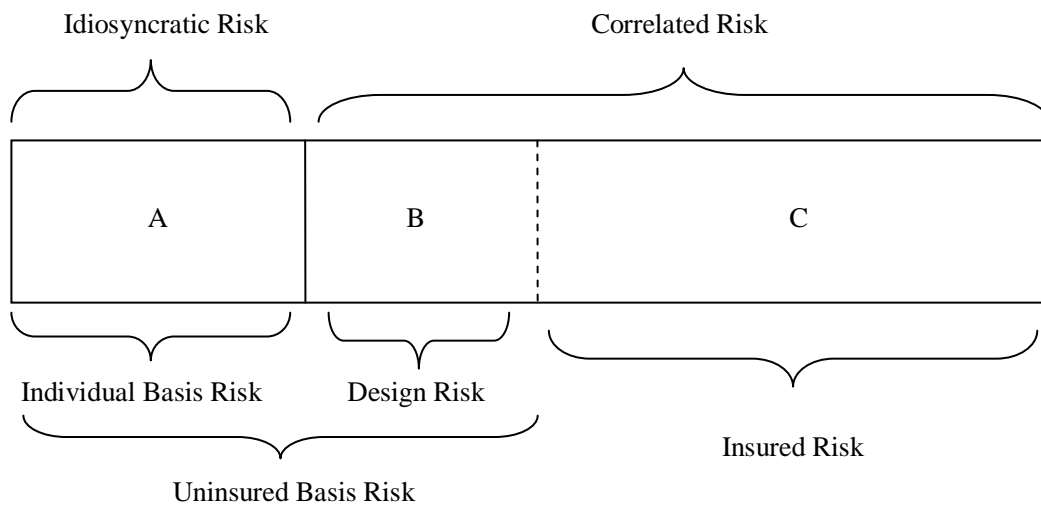 Idiosyncratic Risk
Correlated Risk
A
B
C
Individual Basis Risk
Design Risk
Insured Risk
Uninsured Basis Risk